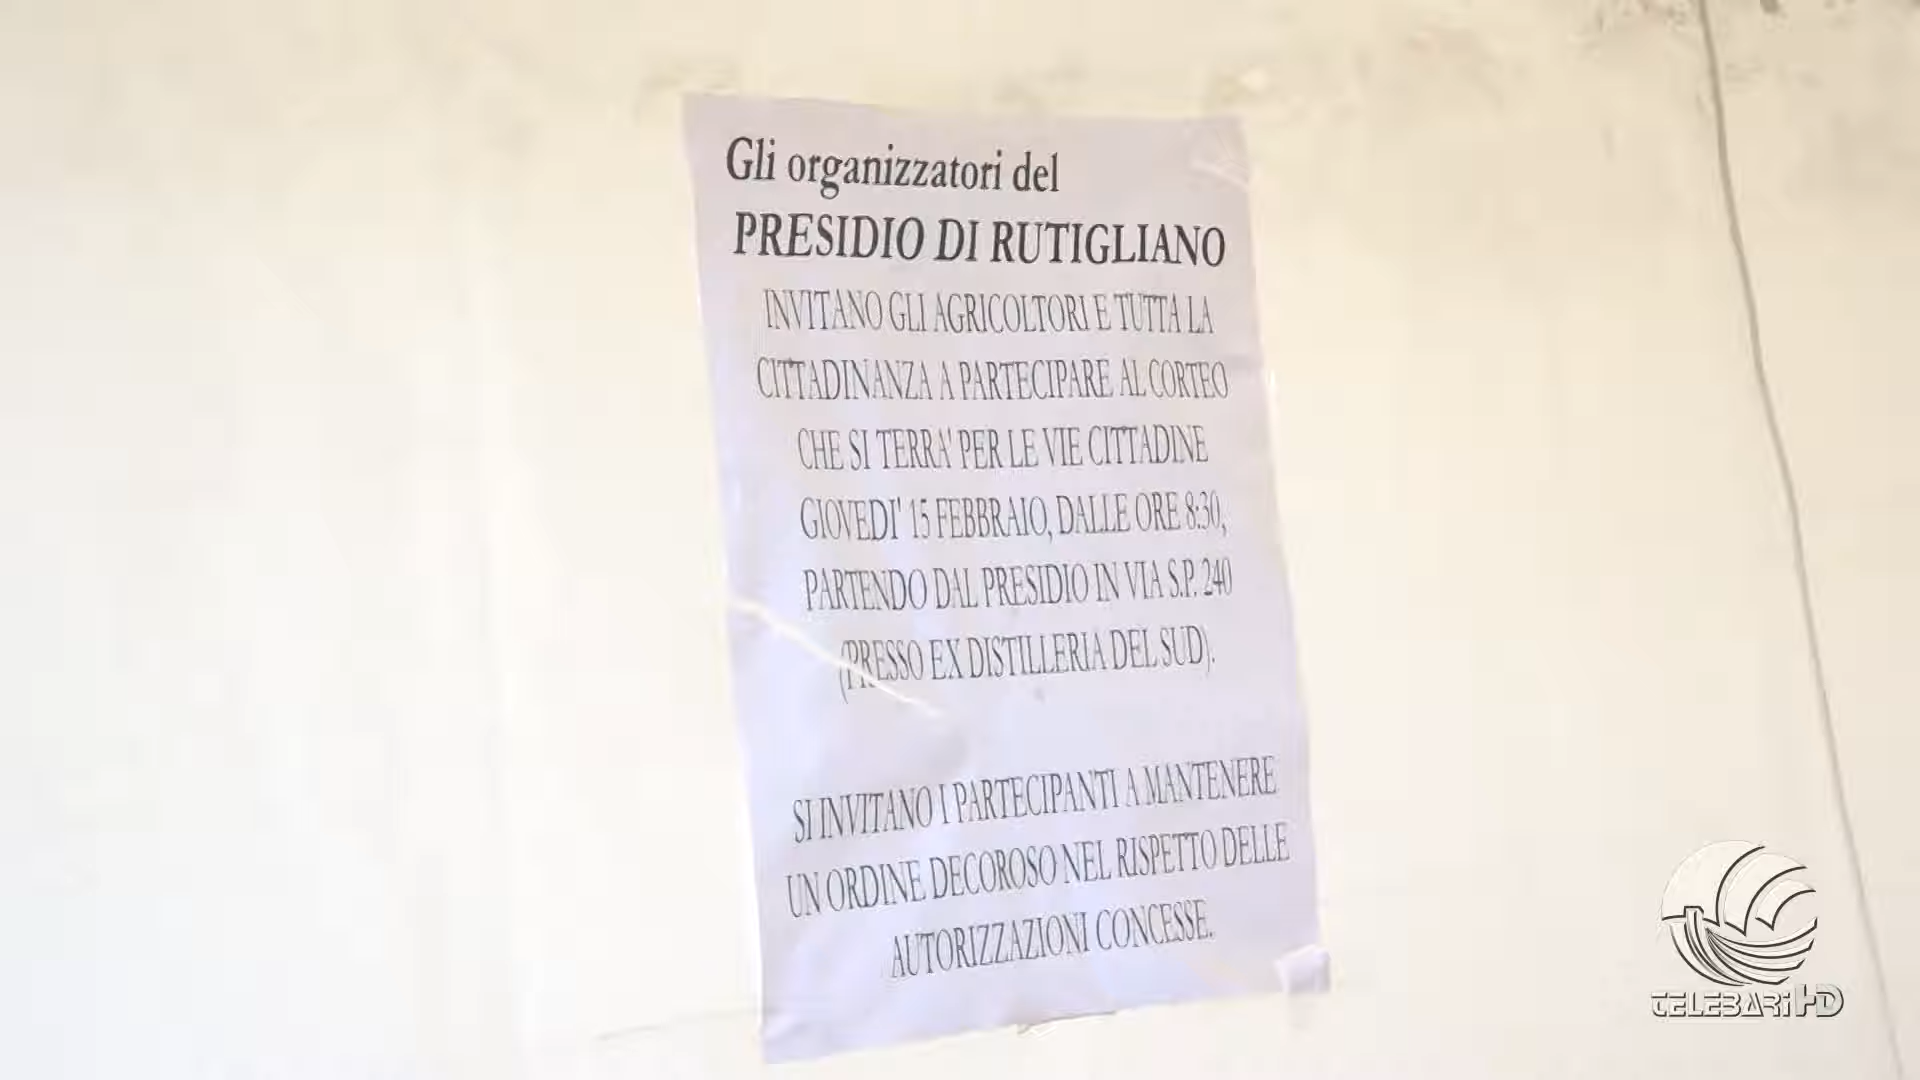 Gli organizzatori del
PRESIDIO DI RUTIGLIANO
INVITANO GLI AGRICOLTORI E TUTTA LA
CITTADINANZA A PARTECIPARE AL CORTEO
CHE SI TERRA' PER LE VIE CITTADINE
GIOVEDI' 15 FEBBRAIO, DALLE ORE 8:30,
PARTENDO DAL PRESIDIO IN VIA S.P. 240
(PRESSO EX DISTILLERIA DEL SUD).
SI INVITANO I PARTECIPANTI A MANTENERE
UN ORDINE DECOROSO NEL RISPETTO DELLE
AUTORIZZAZIONI CONCESSE.
TELEBARI HD